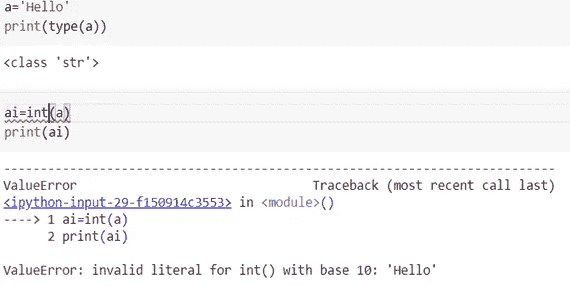 a='Hello'
print(type(a))
<class 'str'>
ai=int(a)
print(ai)
---------------------------------------------------------------------------
ValueError                                Traceback (most recent call last)
<ipython-input-29-f150914c3553> in <module>()
----> 1 ai=int(a)
      2 print(ai)
ValueError: invalid literal for int() with base 10: 'Hello'